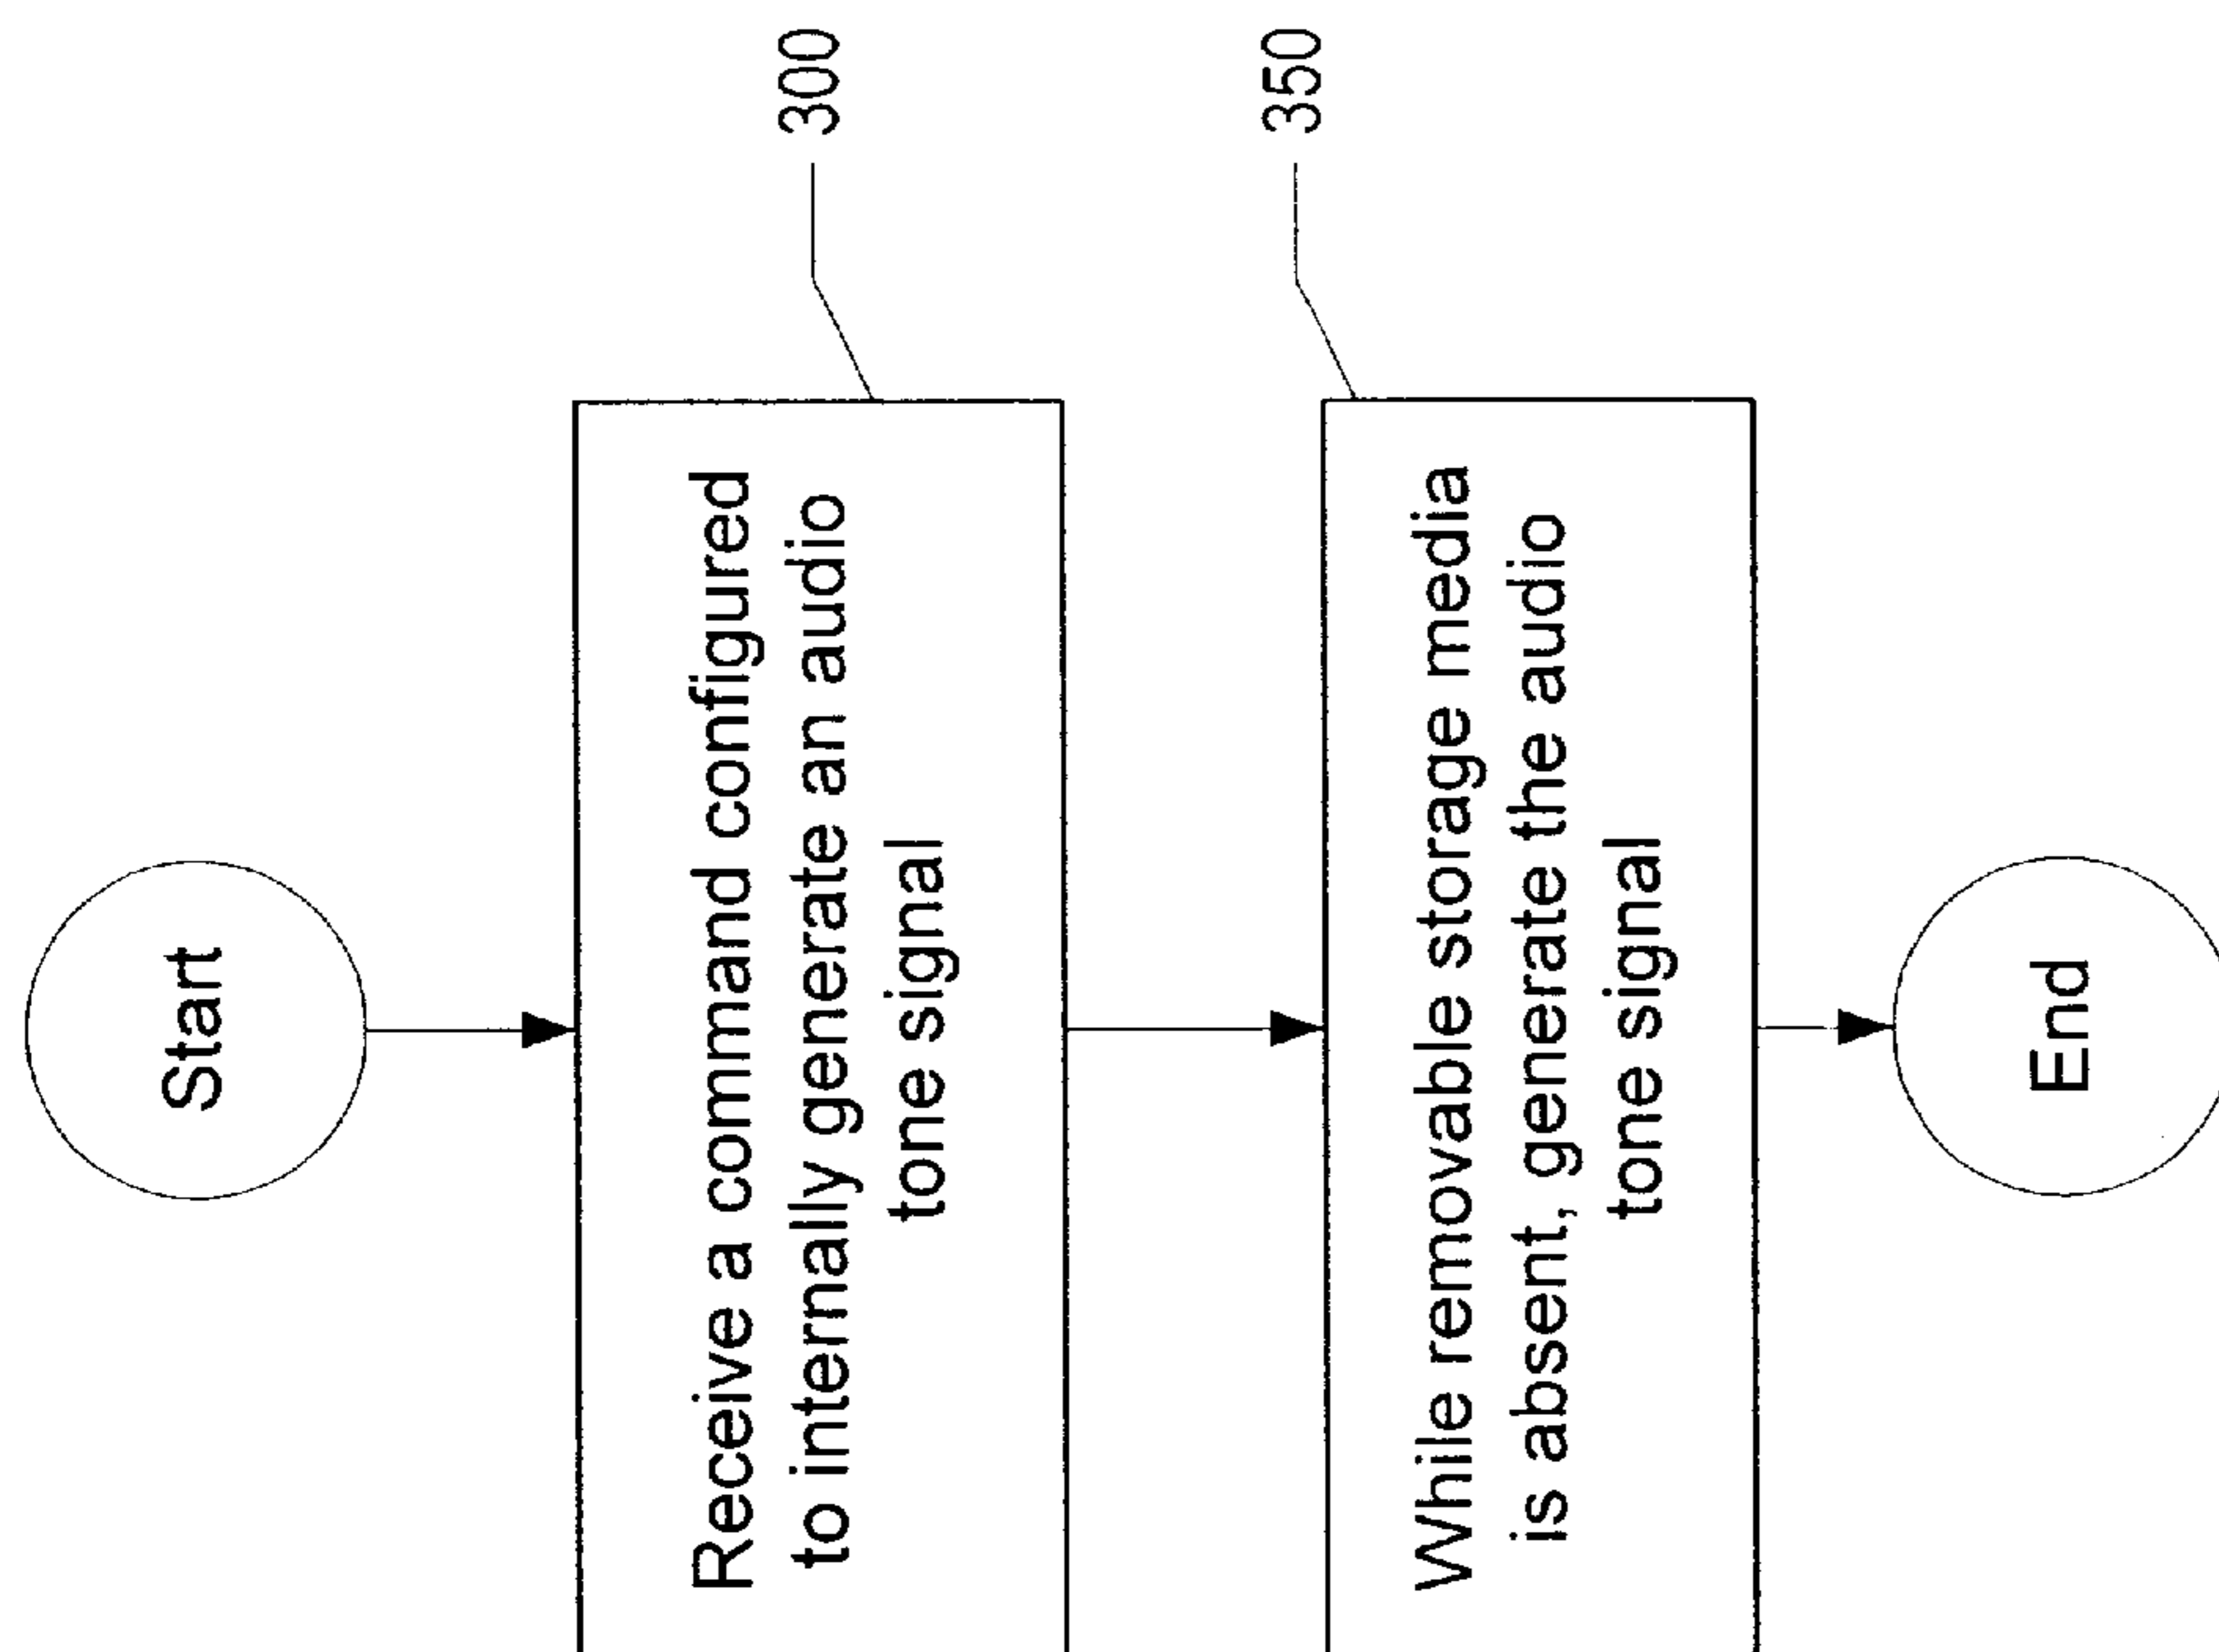 Start
Receive a command configured
to internally generate an audio
tone signal
300
While removable storage media
is absent, generate the audio
tone signal
350
End